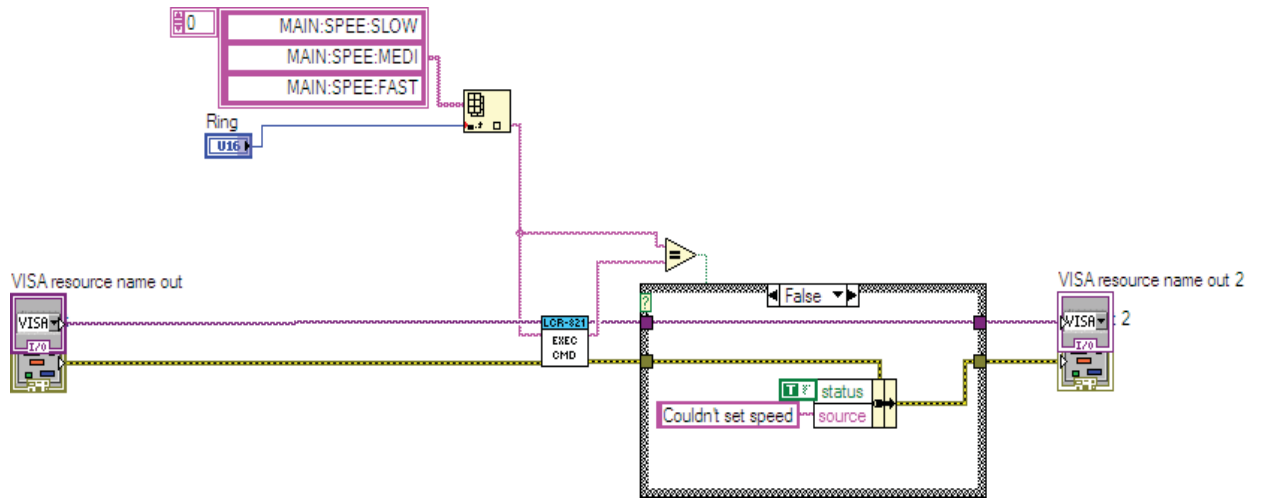 0
MAIN:SPEE:SLOW
MAIN:SPEE:MEDI
MAIN:SPEE:FAST
Ring
U16
=
VISA resource name out
VISA
I/O
LCR-821
EXEC
CMD
?
False
T F
status
Couldn't set speed
source
VISA resource name out 2
VISA
2
I/O